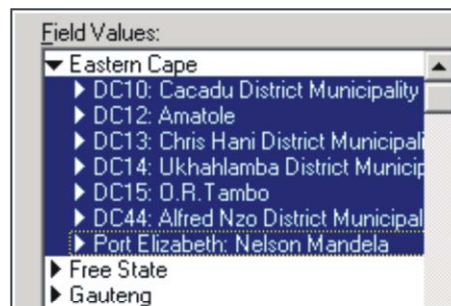 Field Values:
Eastern Cape
DC10: Cacadu District Municipality
DC12: Amatole
DC13: Chris Hani District Municipali
DC14: Ukhahlamba District Municip
DC15: O.R.Tambo
DC44: Alfred Nzo District Municipal
Port Elizabeth: Nelson Mandela
Free State
Gauteng